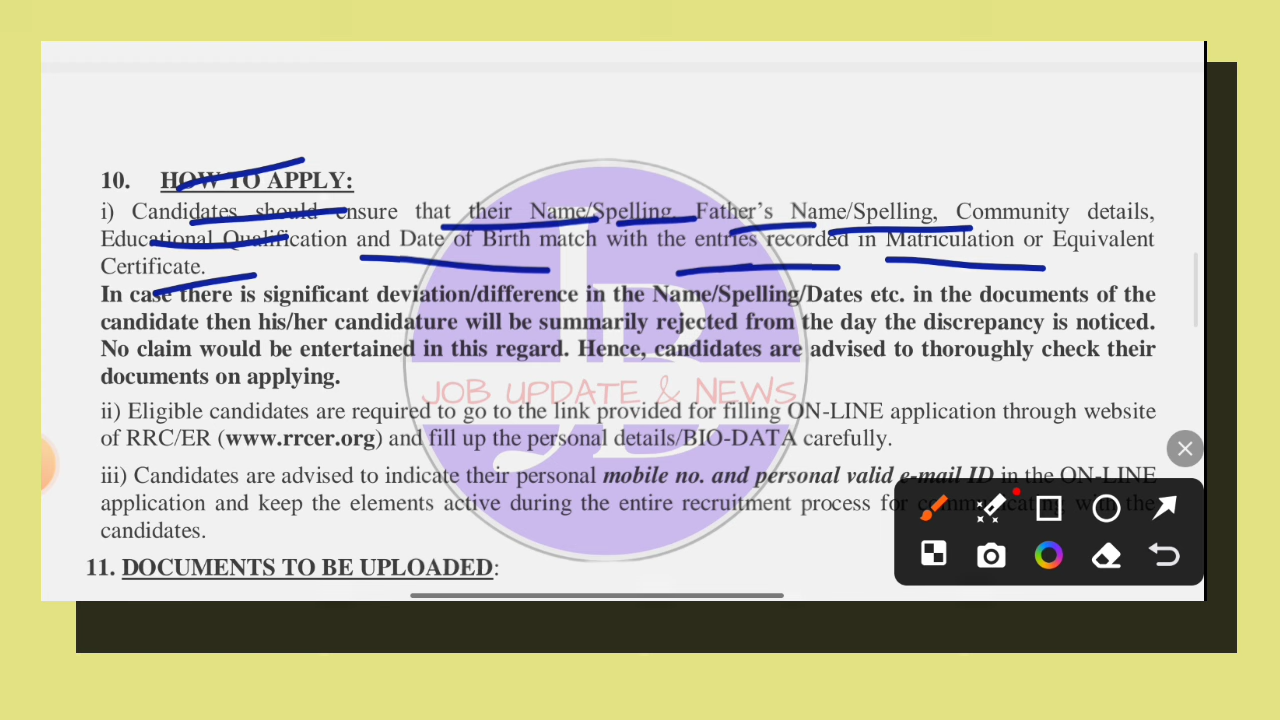 10. HOW TO APPLY:
i) Candidates should ensure that their Name/Spelling, Father's Name/Spelling, Community details,
Educational Qualification and Date of Birth match with the entries recorded in Matriculation or Equivalent
Certificate.
In case there is significant deviation/difference in the Name/Spelling/Dates etc. in the documents of the
candidate then his/her candidature will be summarily rejected from the day the discrepancy is noticed.
No claim would be entertained in this regard. Hence, candidates are advised to thoroughly check their
documents on applying.
JOB UPDATE & NEWS
ii) Eligible candidates are required to go to the link provided for filling ON-LINE application through website
of RRC/ER (www.rrcer.org) and fill up the personal details/BIO-DATA carefully.
iii) Candidates are advised to indicate their personal mobile no. and personal valid e-mail ID in the ON-LINE
application and keep the elements active during the entire recruitment process for communicating with the
candidates.
11. DOCUMENTS TO BE UPLOADED: